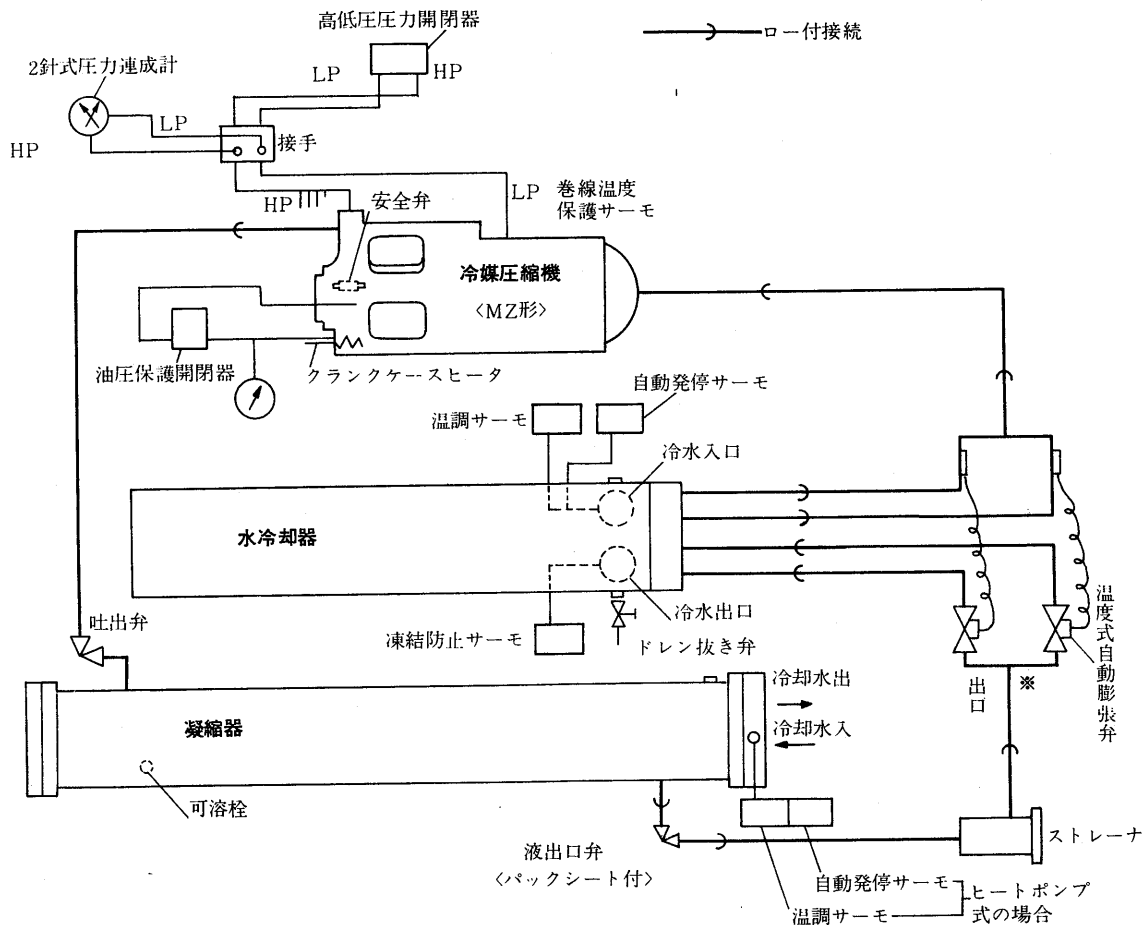 高低圧圧力開閉器
ロー付接続
2針式圧力連成計
LP
HP
LP
HP
接手
HP
安全弁
LP
巻線温度
保護サーモ
冷媒圧縮機
〈MZ形〉
油圧保護開閉器
クランクケースヒータ
自動発停サーモ
温調サーモ
冷水入口
水冷却器
冷水出口
凍結防止サーモ
ドレン抜き弁
温度式自動膨張弁
出口
※
吐出弁
冷却水出
冷却水入
凝縮器
可溶栓
ストレーナ
液出口弁
〈パックシート付〉
自動発停サーモ
温調サーモ
ヒートポンプ
式の場合